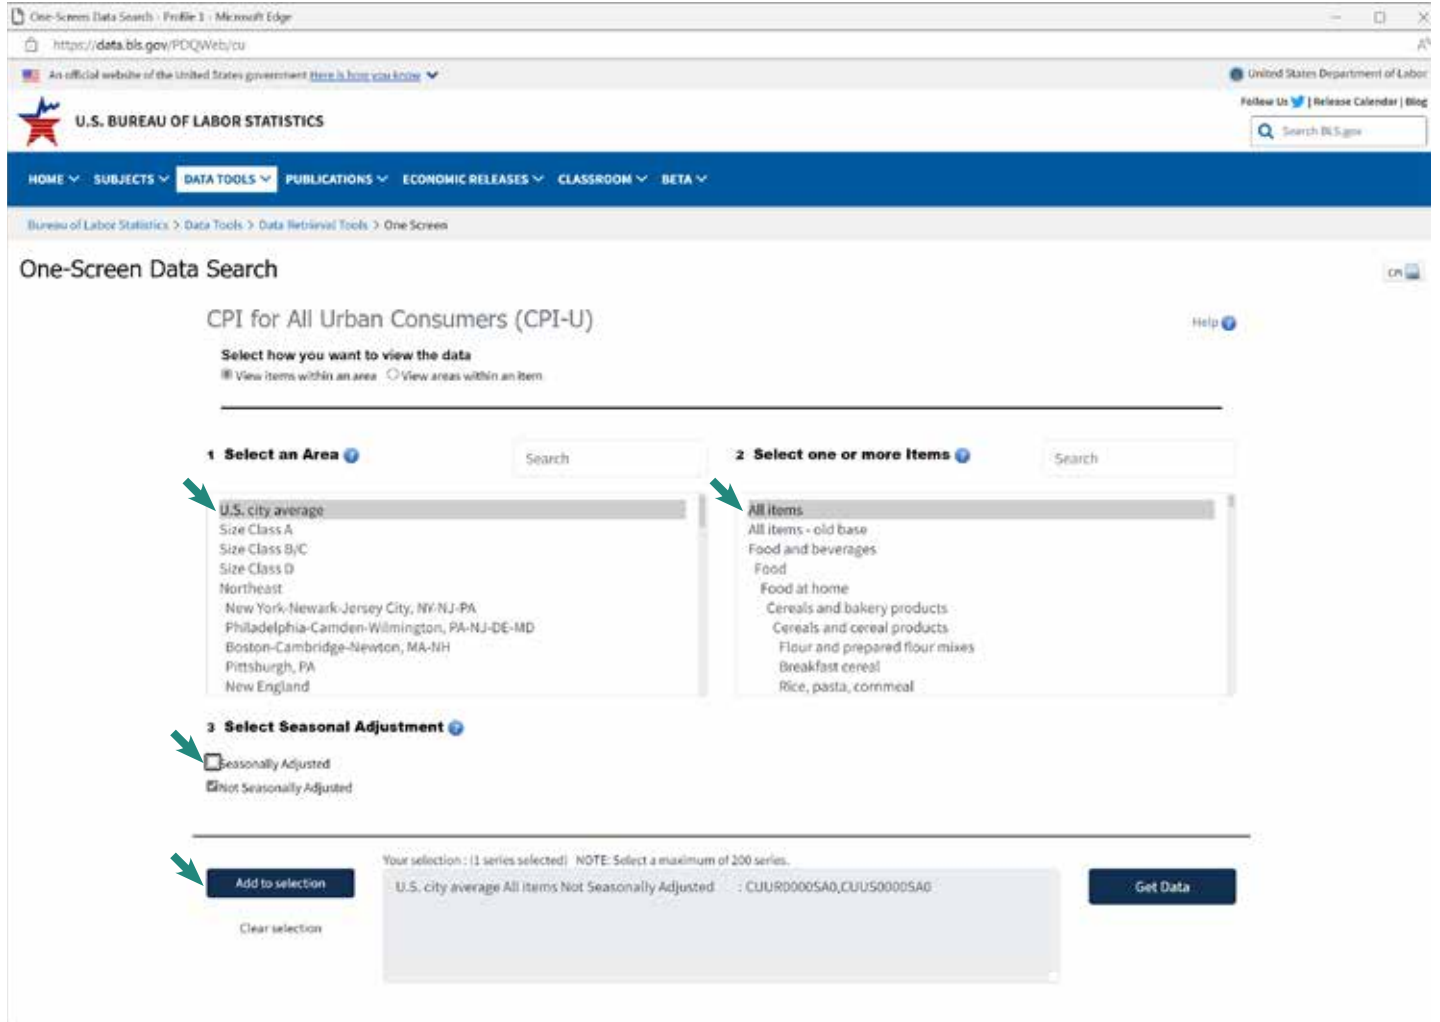 One-Screen Data Search - Profile 1 - Microsoft Edge
https://data.bls.gov/PDQWeb/cu
An official website of the United States government Here is how you know
United States Department of Labor
Follow Us | Release Calendar | Blog
U.S. BUREAU OF LABOR STATISTICS
Search BLS.gov
HOME SUBJECTS DATA TOOLS PUBLICATIONS ECONOMIC RELEASES CLASSROOM BETA
Bureau of Labor Statistics > Data Tools > Data Retrieval Tools > One Screen
One-Screen Data Search
CPI
CPI for All Urban Consumers (CPI-U)
Help
Select how you want to view the data
View items within an area View areas within an item
1 Select an Area
Search
U.S. city average
Size Class A
Size Class B/C
Size Class D
Northeast
New York-Newark-Jersey City, NY-NJ-PA
Philadelphia-Camden-Wilmington, PA-NJ-DE-MD
Boston-Cambridge-Newton, MA-NH
Pittsburgh, PA
New England
2 Select one or more Items
Search
All items
All items - old base
Food and beverages
Food
Food at home
Cereals and bakery products
Cereals and cereal products
Flour and prepared flour mixes
Breakfast cereal
Rice, pasta, cornmeal
3 Select Seasonal Adjustment
Seasonally Adjusted
Not Seasonally Adjusted
Your selection : (1 series selected) NOTE: Select a maximum of 200 series.
Add to selection
U.S. city average All items Not Seasonally Adjusted : CUUR0000SA0,CUUS0000SA0
Get Data
Clear selection